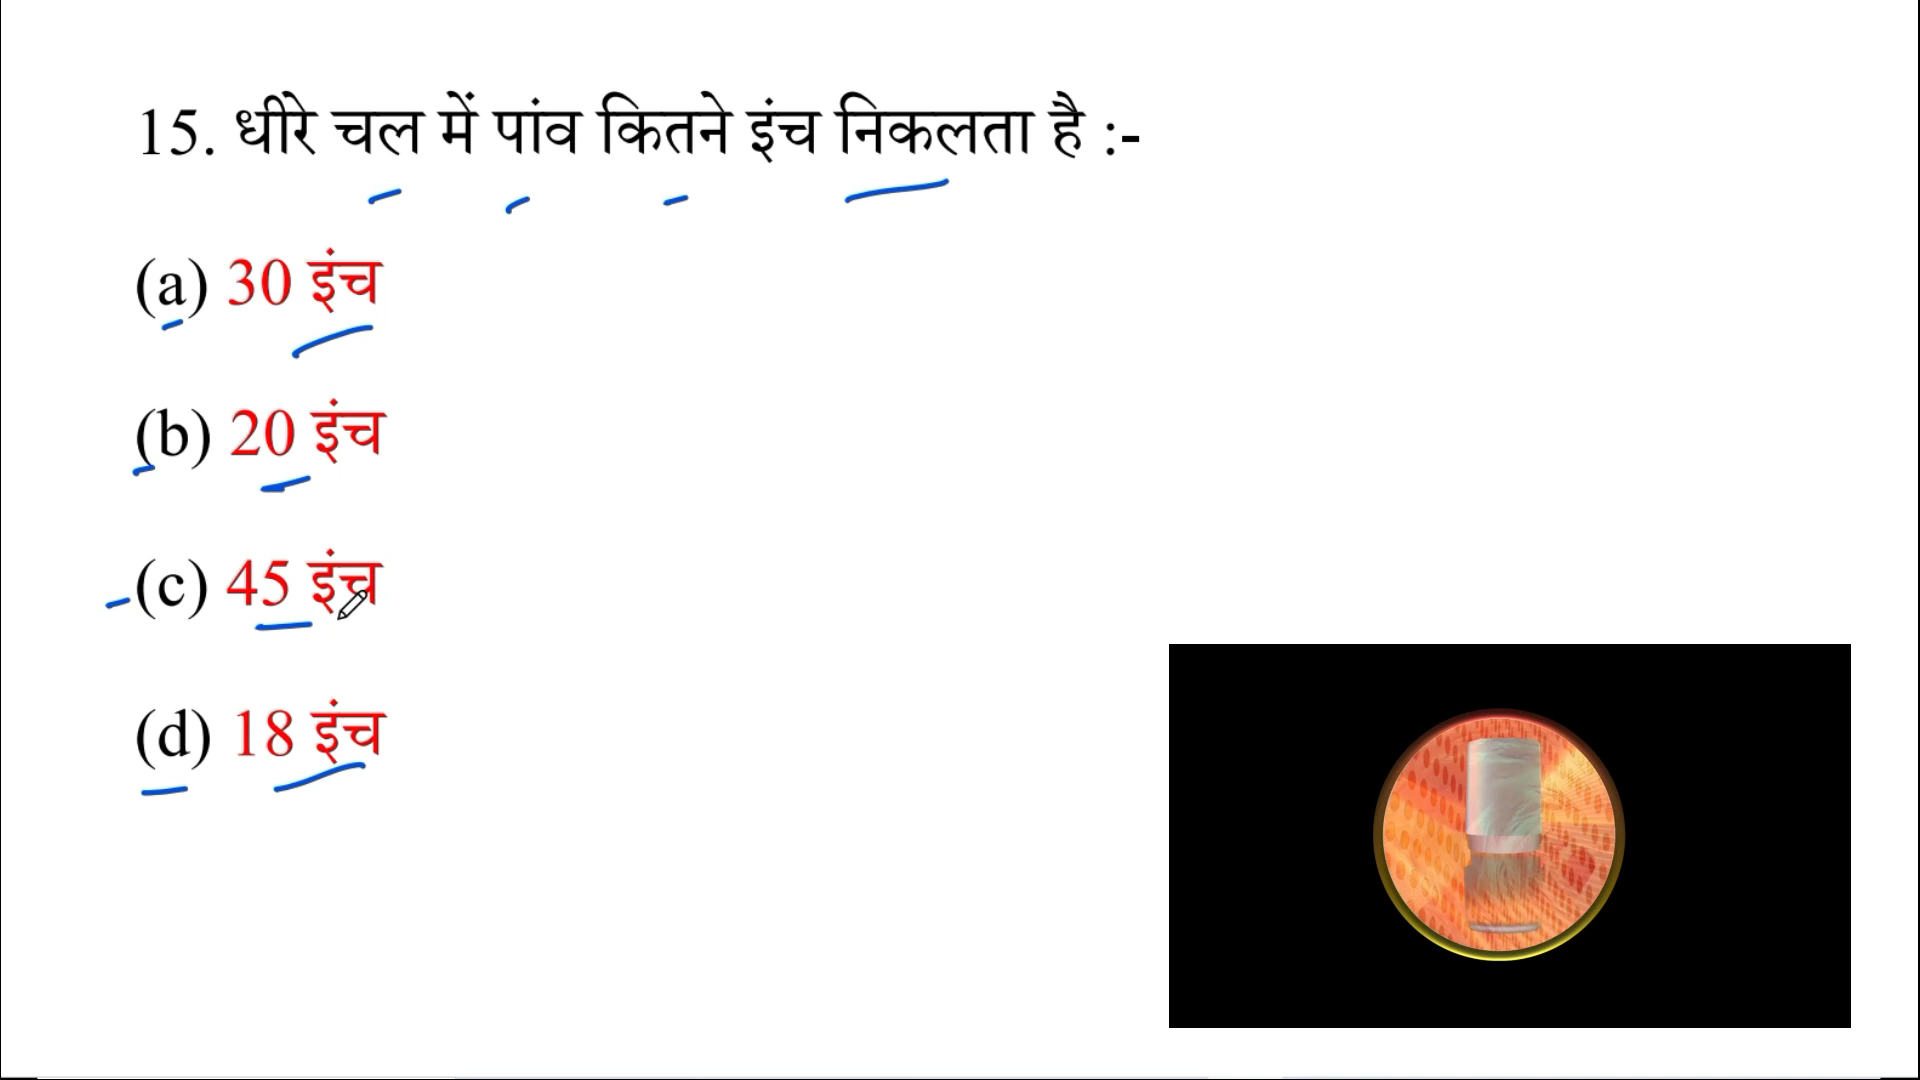 15. धीरे चल में पांव कितने इंच निकलता है :-
(a) 30 इंच
(b) 20 इंच
(c) 45 इंच
(d) 18 इंच